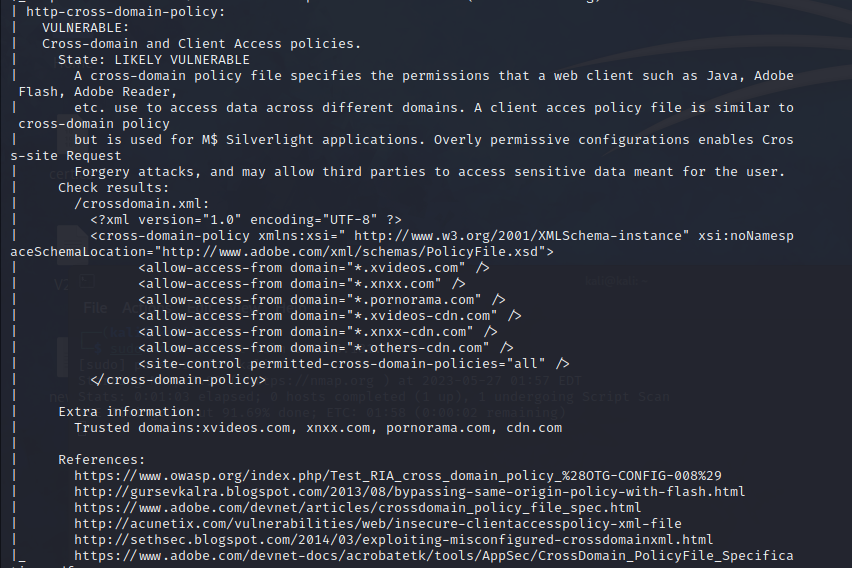 | http-cross-domain-policy:
|   VULNERABLE:
|   Cross-domain and Client Access policies.
|     State: LIKELY VULNERABLE
|       A cross-domain policy file specifies the permissions that a web client such as Java, Adobe
 Flash, Adobe Reader,
|       etc. use to access data across different domains. A client acces policy file is similar to
 cross-domain policy
|       but is used for M$ Silverlight applications. Overly permissive configurations enables Cros
s-site Request
|       Forgery attacks, and may allow third parties to access sensitive data meant for the user.
|     Check results:
|       /crossdomain.xml:
|         <?xml version="1.0" encoding="UTF-8" ?>
|         <cross-domain-policy xmlns:xsi=" http://www.w3.org/2001/XMLSchema-instance" xsi:noNamesp
aceSchemaLocation="http://www.adobe.com/xml/schemas/PolicyFile.xsd">
|               <allow-access-from domain="*.xvideos.com" />
|               <allow-access-from domain="*.xnxx.com" />
|               <allow-access-from domain="*.pornorama.com" />
|               <allow-access-from domain="*.xvideos-cdn.com" />
|               <allow-access-from domain="*.xnxx-cdn.com" />
|               <allow-access-from domain="*.others-cdn.com" />
|               <site-control permitted-cross-domain-policies="all" />
|         </cross-domain-policy>
|
|     Extra information:
|       Trusted domains:xvideos.com, xnxx.com, pornorama.com, cdn.com
|
|     References:
|       https://www.owasp.org/index.php/Test_RIA_cross_domain_policy_%28OTG-CONFIG-008%29
|       http://gursevkalra.blogspot.com/2013/08/bypassing-same-origin-policy-with-flash.html
|       https://www.adobe.com/devnet/articles/crossdomain_policy_file_spec.html
|       http://acunetix.com/vulnerabilities/web/insecure-clientaccesspolicy-xml-file
|       http://sethsec.blogspot.com/2014/03/exploiting-misconfigured-crossdomainxml.html
|_      https://www.adobe.com/devnet-docs/acrobatetk/tools/AppSec/CrossDomain_PolicyFile_Specifica